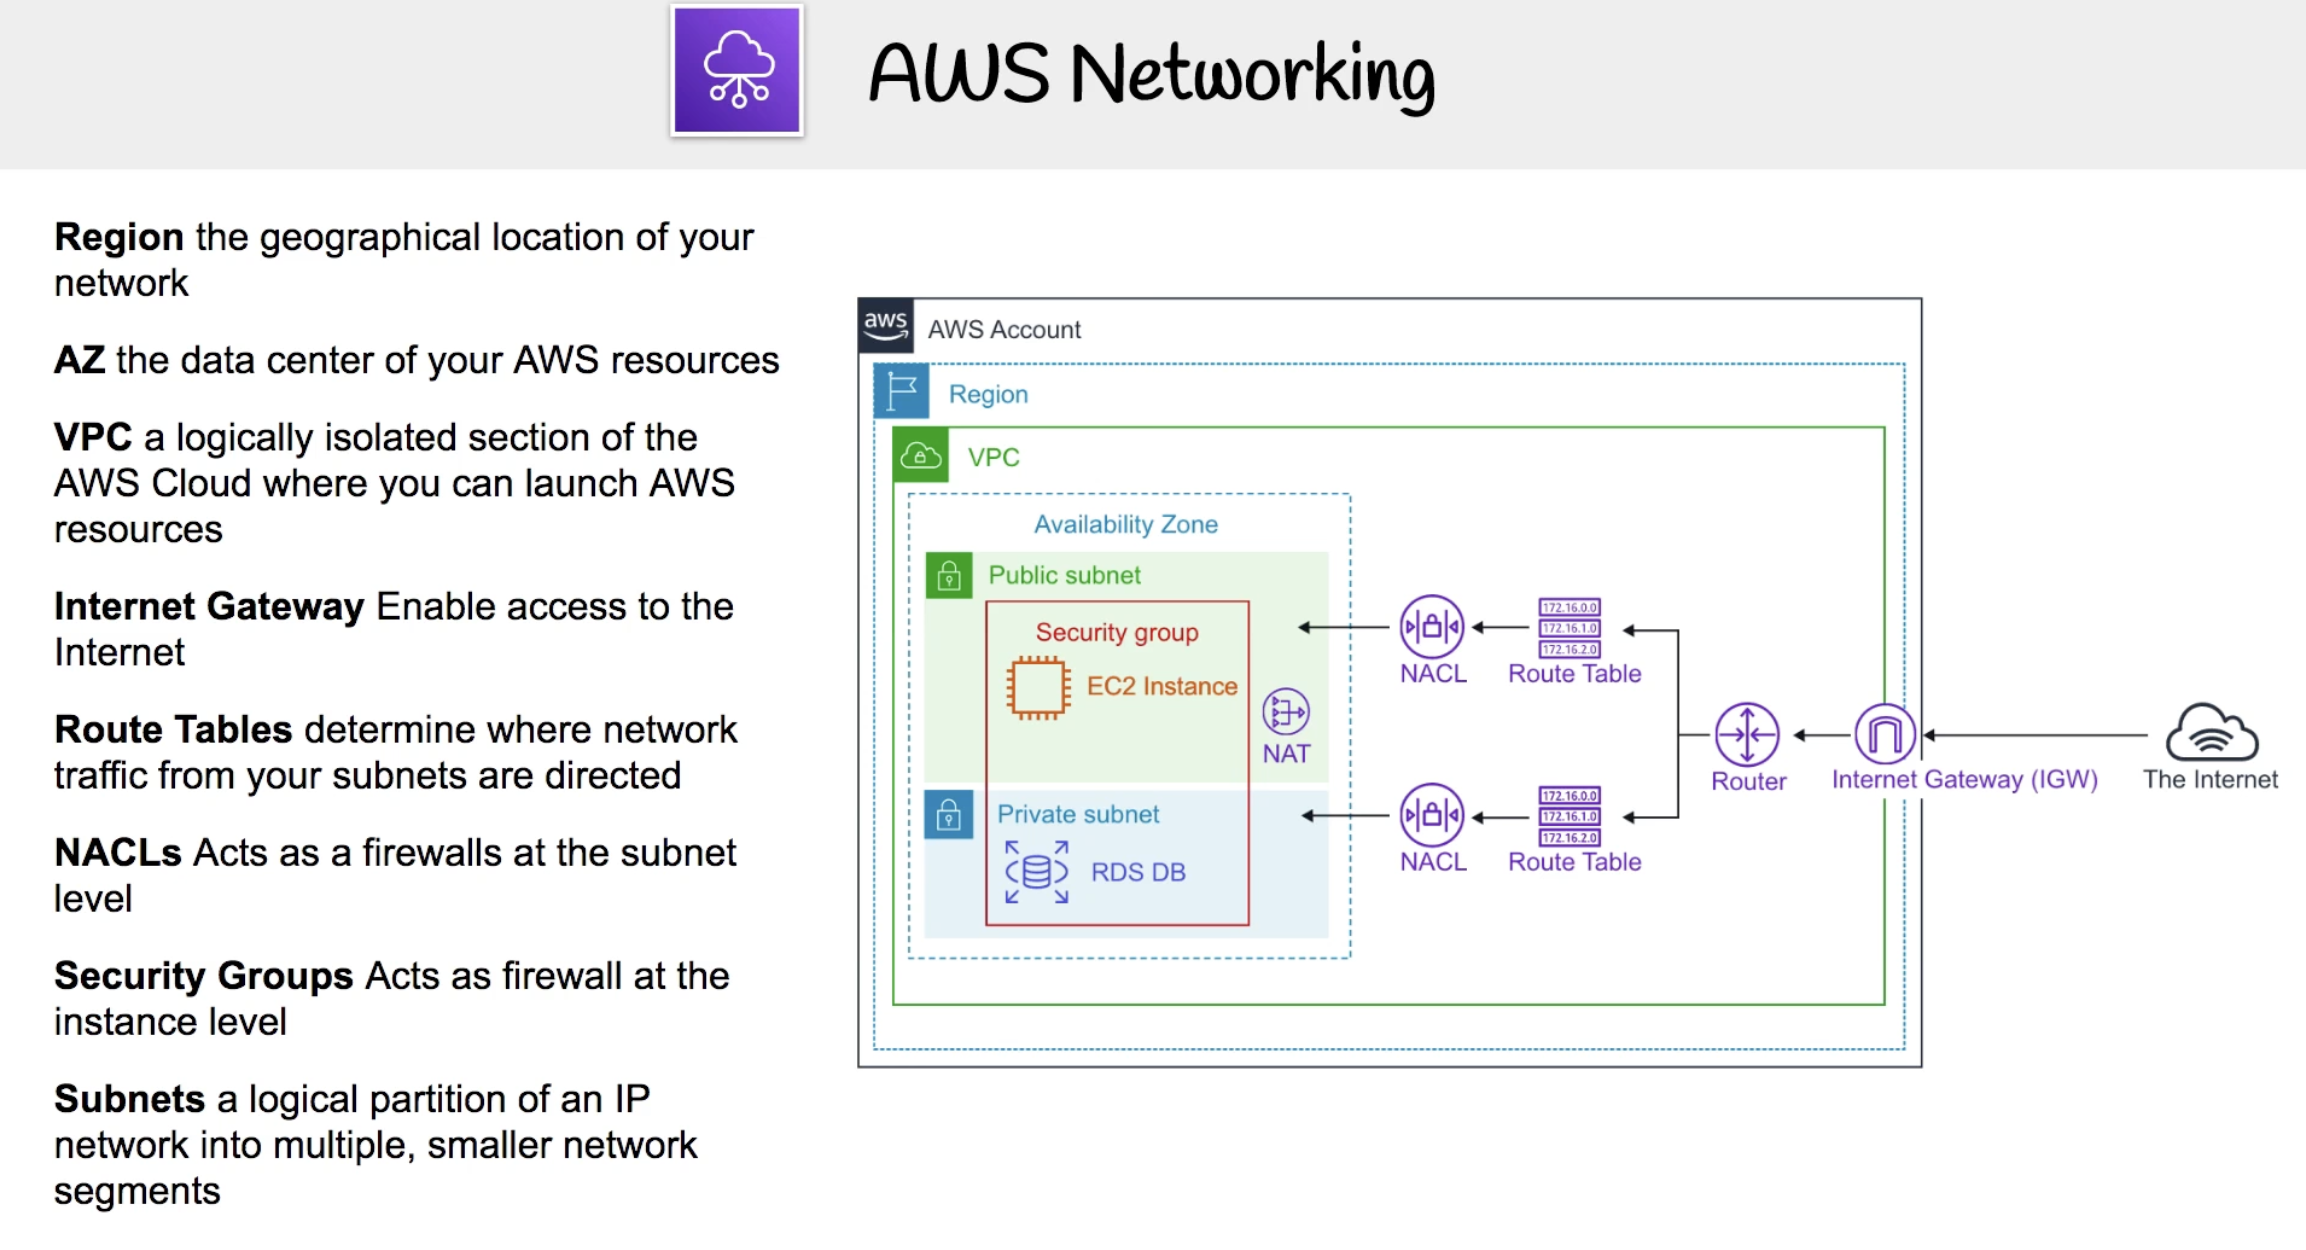 AWS Networking
Region the geographical location of your
network
AZ the data center of your AWS resources
VPC a logically isolated section of the
AWS Cloud where you can launch AWS
resources
Internet Gateway Enable access to the
Internet
Route Tables determine where network
traffic from your subnets are directed
NACLs Acts as a firewalls at the subnet
level
Security Groups Acts as firewall at the
instance level
Subnets a logical partition of an IP
network into multiple, smaller network
segments
aws
AWS Account
Region
VPC
Availability Zone
Public subnet
Security group
EC2 Instance
NAT
Private subnet
RDS DB
NACL
172.16.0.0
172.16.1.0
172.16.2.0
Route Table
NACL
172.16.0.0
172.16.1.0
172.16.2.0
Route Table
Router
Internet Gateway (IGW)
The Internet